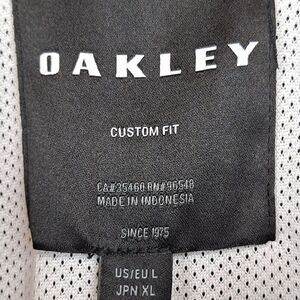 OAKLEY
CUSTOM FIT
CA#35460 RN#96548
MADE IN INDONESIA
SINCE 1975
US/EU L
JPN XL